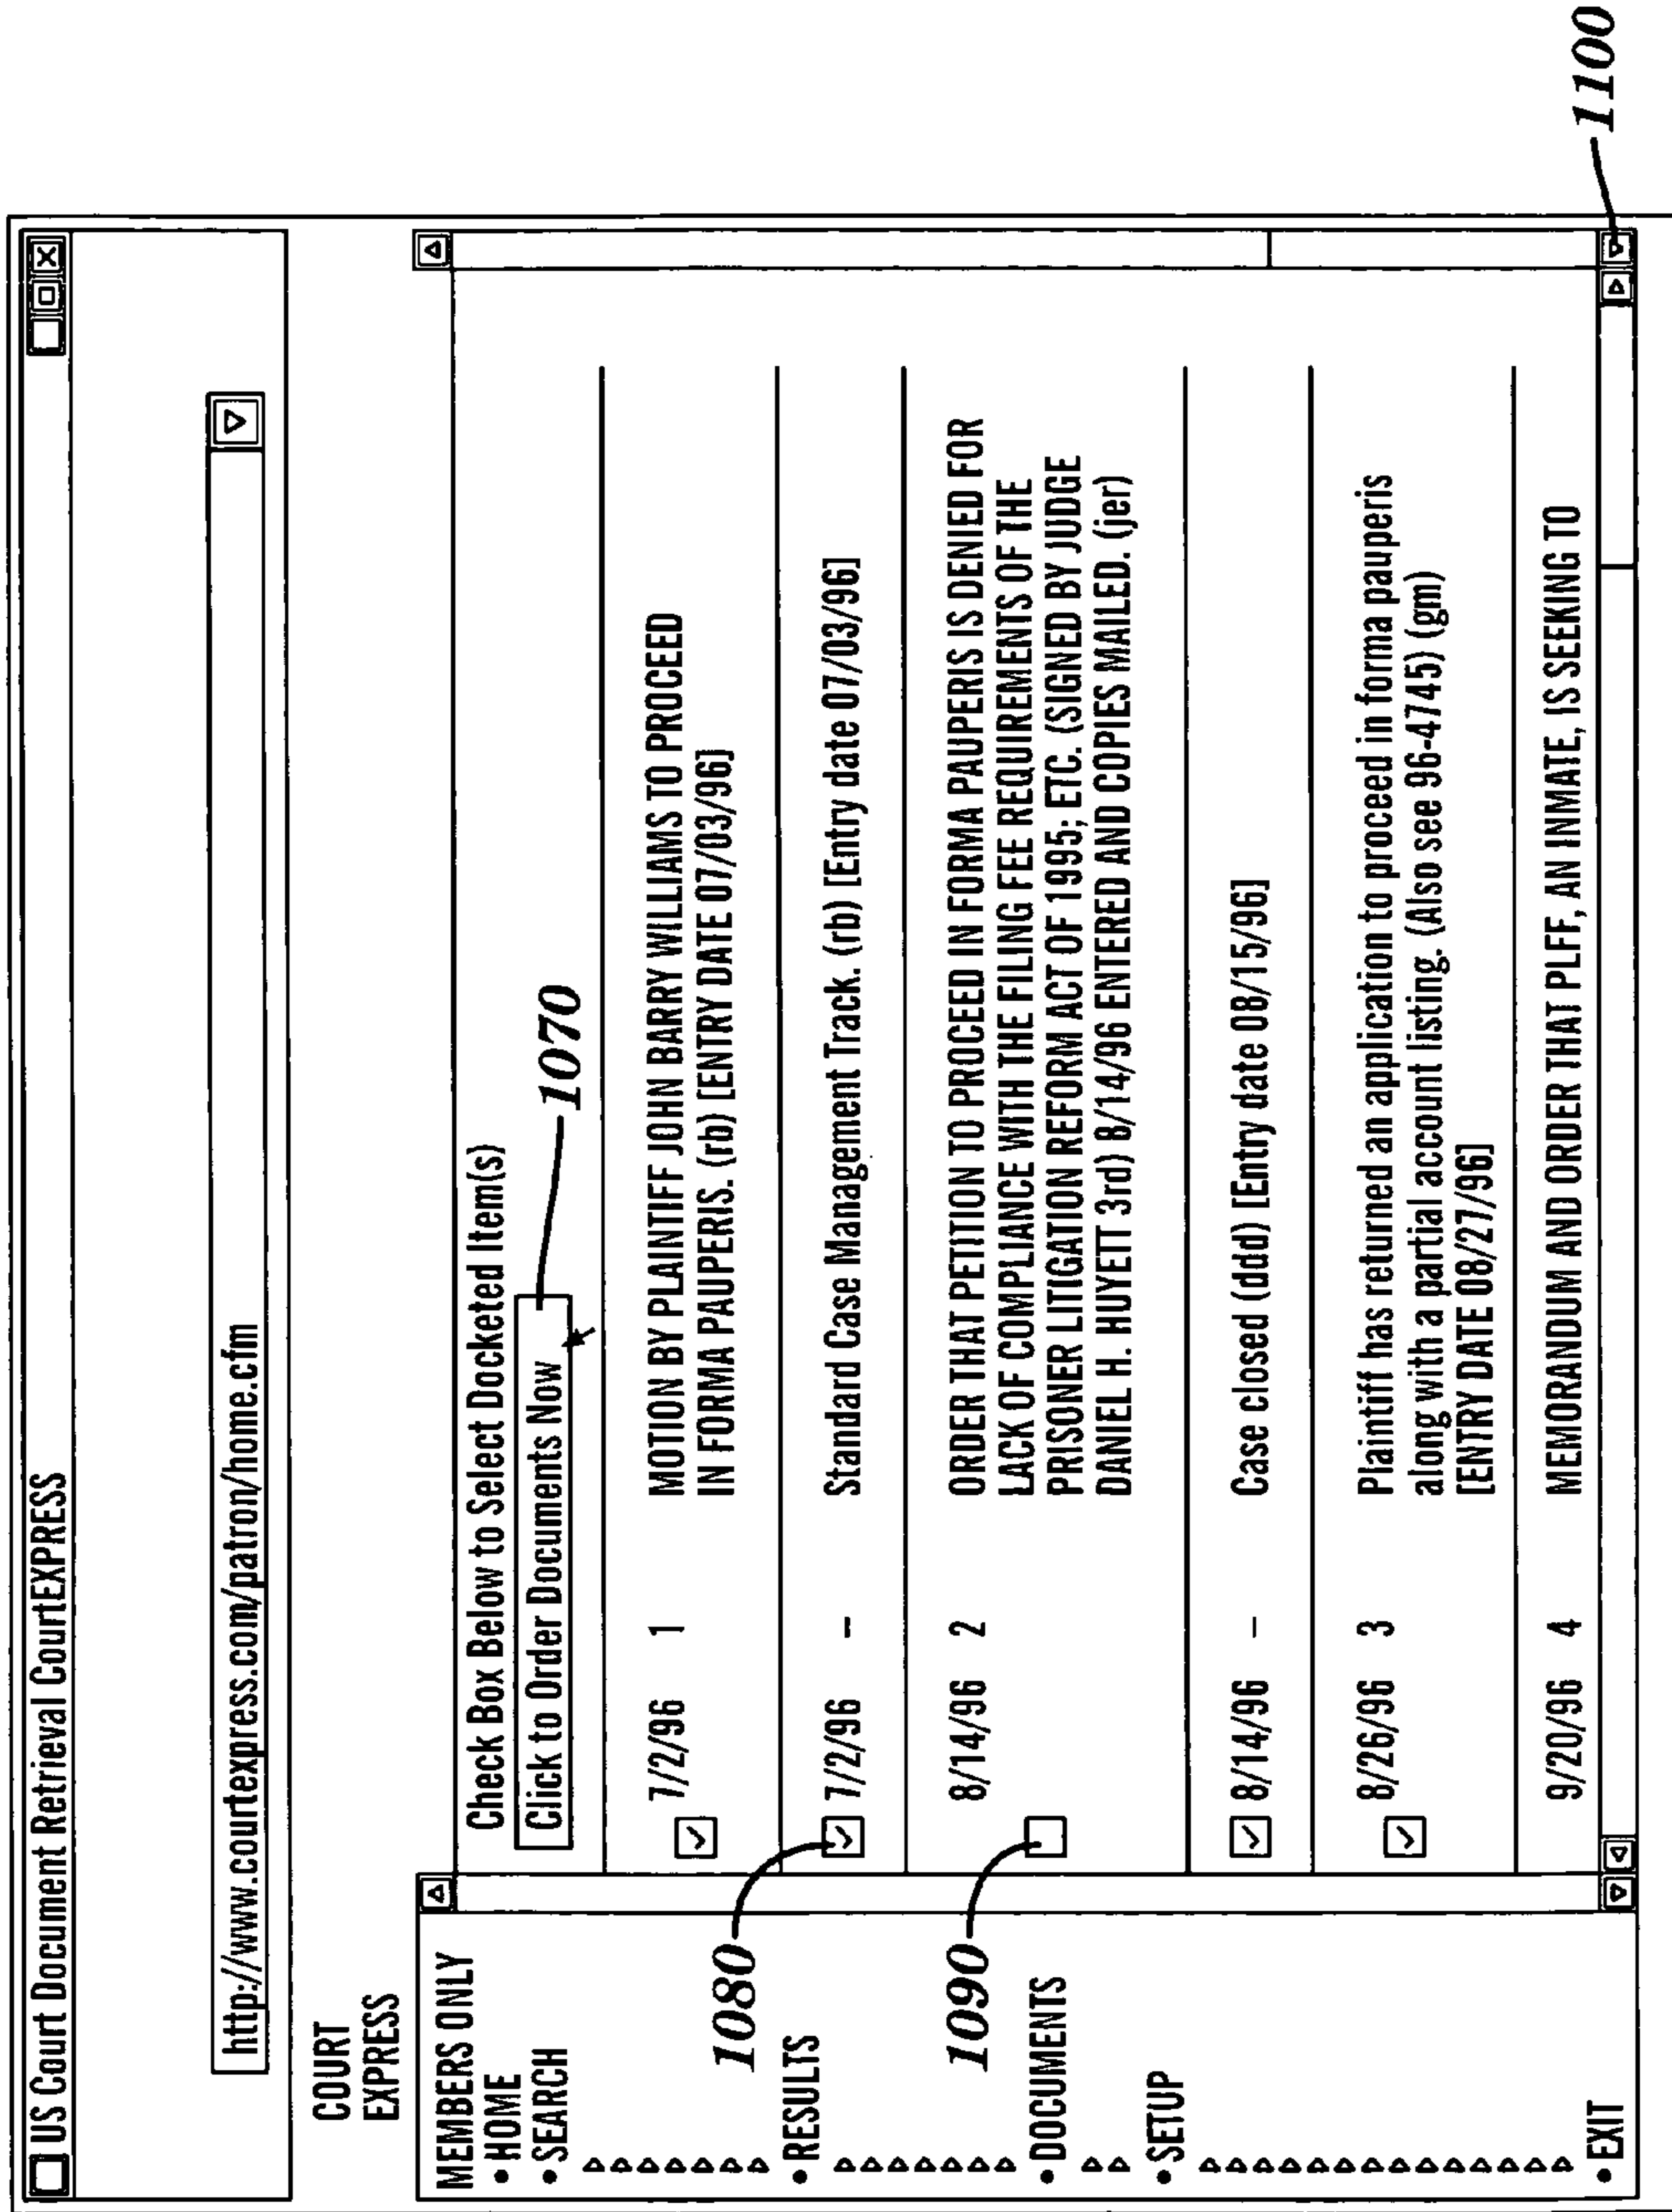 US Court Document Retrieval CourtEXPRESS
http://www.courtexpress.com/patron/home.cfm
COURT
EXPRESS
MEMBERS ONLY
• HOME
• SEARCH
• RESULTS
• DOCUMENTS
• SETUP
• EXIT
Check Box Below to Select Docketed Item(s)
Click to Order Documents Now
1070
7/2/96 1 MOTION BY PLAINTIFF JOHN BARRY WLLIAMS TO PROCEED
IN FORMA PAUPERIS. (rb) [ENTRY DATE 07/03/96]
1080
7/2/96 -- Standard Case Management Track. (rb) [Entry date 07/03/96]
1090
8/14/96 2 ORDER THAT PETITION TO PROCEED IN FORMA PAUPERIS IS DENIED FOR
LACK OF COMPLIANCE WITH THE FILING FEE REQUIREMENTS OF THE
PRISONER LITIGATION REFORM ACT OF 1995; ETC. (SIGNED BY JUDGE
DANIEL H. HUYETT 3rd) 8/14/96 ENTERED AND COPIES MAILED. (jer)
8/14/96 – Case closed (ddd) [Entry date 08/15/96]
8/26/96 3 Plaintiff has returned an application to proceed in forma pauperis
along with a partial account listing. (Also see 96-4745) (gm)
[ENTRY DATE 08/27/96]
9/20/96 4 MEMORANDUM AND ORDER THAT PLFF, AN INMATE, IS SEEKING TO
1100